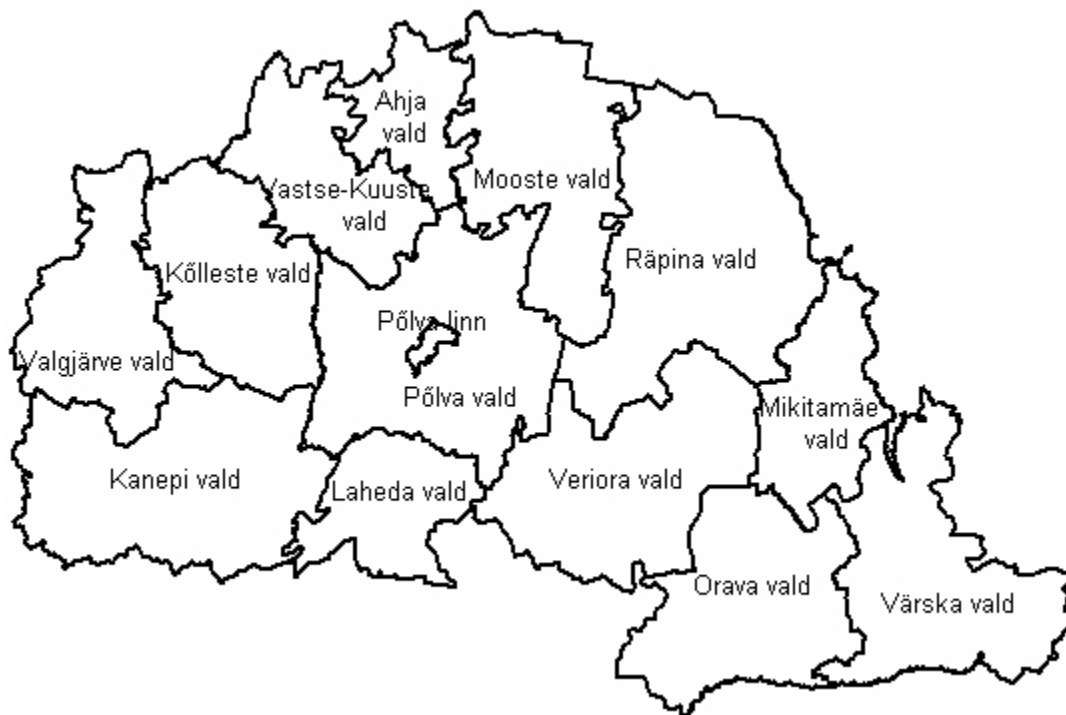 Ahja
vald
Mooste vald
Vastse-Kuuste
vald
Räpina vald
Kõlleste vald
Põlva linn
Valgjärve vald
Põlva vald
Mikitamäe
vald
Kanepi vald
Laheda vald
Veriora vald
Orava vald
Värska vald